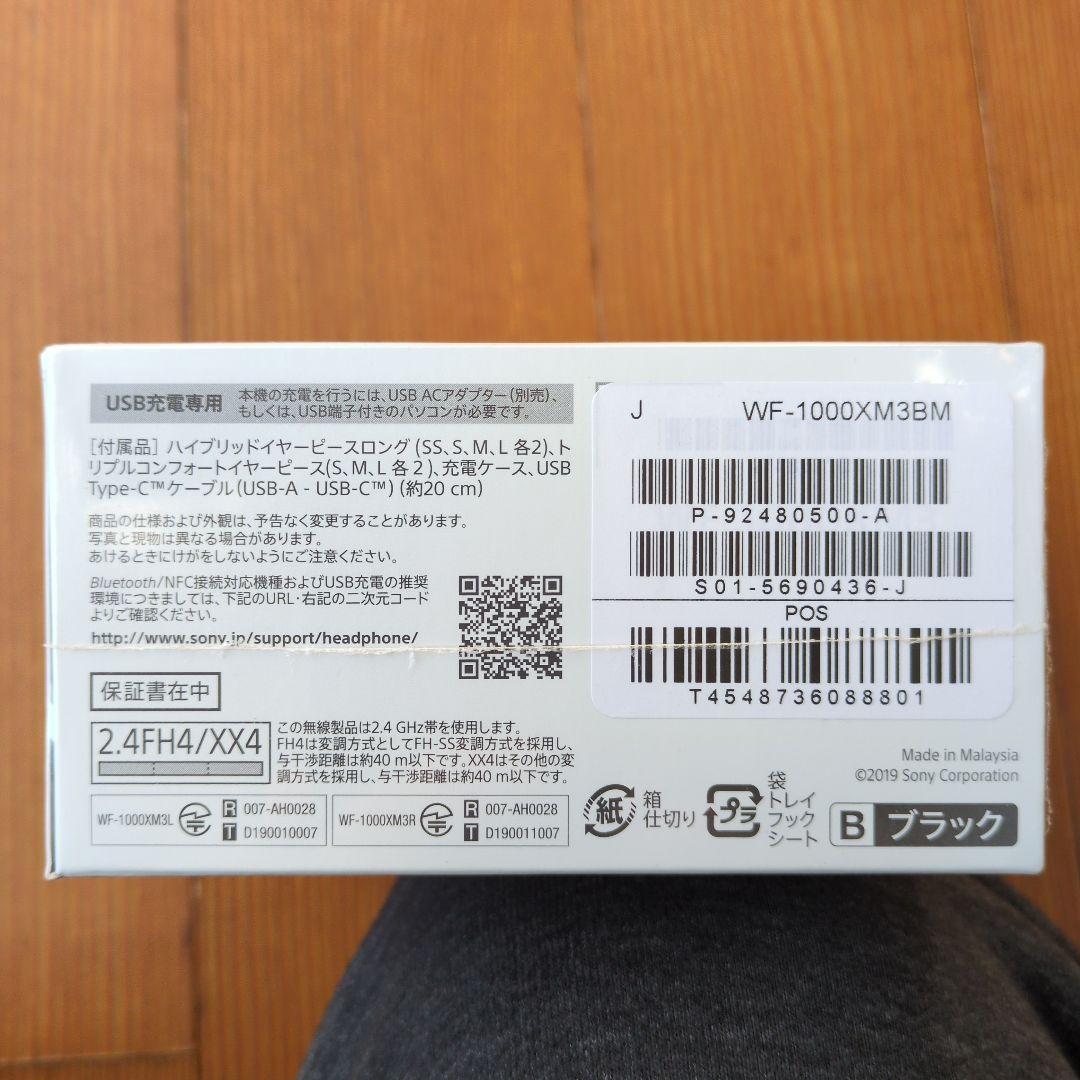 USB充電専用
本機の充電を行うには、USB ACアダプター（別売）、
もしくは、USB端子付きのパソコンが必要です。
［付属品］ハイブリッドイヤーピースロング (SS、S、M、L 各2)、ト
リプルコンフォートイヤーピース(S、M、L 各2)、充電ケース、USB
Type-C™ケーブル(USB-A - USB-C™) (約20 cm)
商品の仕様および外観は、予告なく変更することがあります。
写真と現物は異なる場合があります。
あけるときにけがをしないようにご注意ください。
Bluetooth/NFC接続対応機種およびUSB充電の推奨
環境につきましては、下記のURL・右記の二次元コード
よりご確認ください。
http://www.sony.jp/support/headphone/
保証書在中
2.4FH4/XX4
この無線製品は2.4 GHz帯を使用します。
FH4は変調方式としてFH-SS変調方式を採用し、
与干渉距離は約40 m以下です。XX4はその他の変
調方式を採用し、与干渉距離は約40 m以下です。
WF-1000XM3L
R 007-AH0028
T D190010007
WF-1000XM3R
R 007-AH0028
T D190011007
J WF-1000XM3BM
P-92480500-A
S01-5690436-J
POS
T4548736088801
Made in Malaysia
©2019 Sony Corporation
紙
箱
仕切り
プラ
袋
トレイ
フック
シート
B ブラック